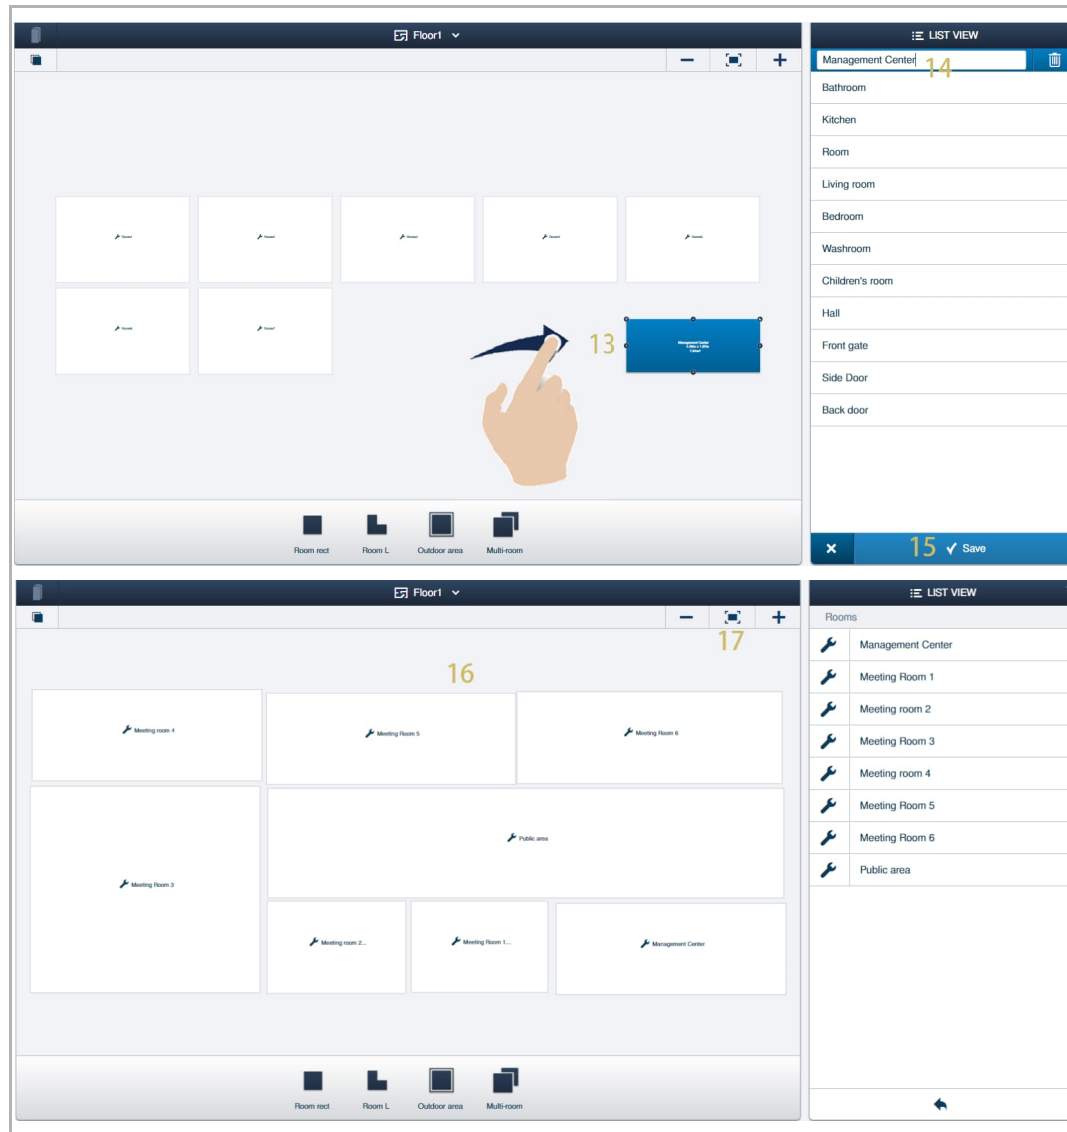 Floor1
LIST VIEW
Management Center
14
Bathroom
Kitchen
Room
Living room
Bedroom
Washroom
Children's room
Hall
Front gate
Side Door
Back door
13
Management Center
Room rect
Room L
Outdoor area
Multi-room
15
Save
Floor1
LIST VIEW
17
16
Rooms
Management Center
Meeting Room 1
Meeting room 2
Meeting Room 3
Meeting room 4
Meeting Room 5
Meeting Room 6
Public area
Meeting room 4
Meeting Room 5
Meeting Room 6
Public area
Meeting Room 3
Meeting room 2...
Meeting Room 1...
Management Center
Room rect
Room L
Outdoor area
Multi-room